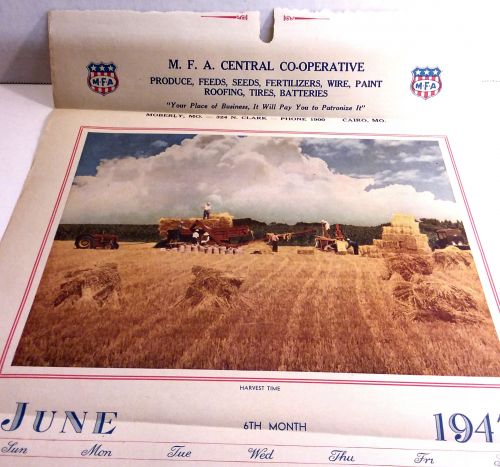 M. F. A. CENTRAL CO-OPERATIVE
MFA
MFA
PRODUCE, FEEDS, SEEDS, FERTILIZERS, WIRE, PAINT
ROOFING, TIRES, BATTERIES
"Your Place of Business, It Will Pay You to Patronize It"
MOBERLY, MO. — 524 N. CLARK — PHONE 1900 — CAIRO, MO.
HARVEST TIME
JUNE 6TH MONTH 194
Sun Mon Tue Wed Thu Fri